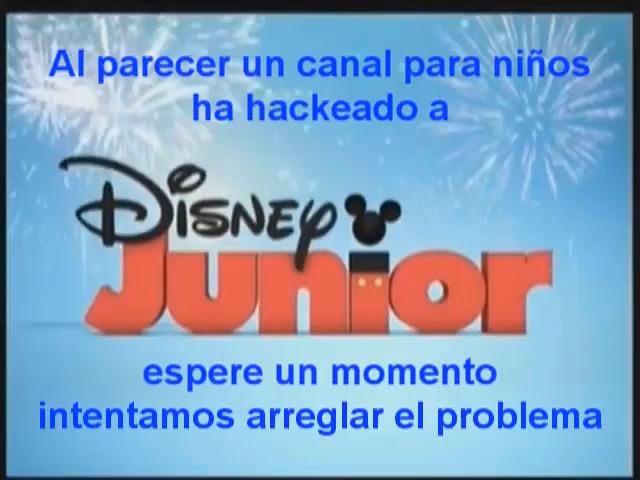 Al parecer un canal para niños
ha hackeado a
Disney
Junior
espere un momento
intentamos arreglar el problema